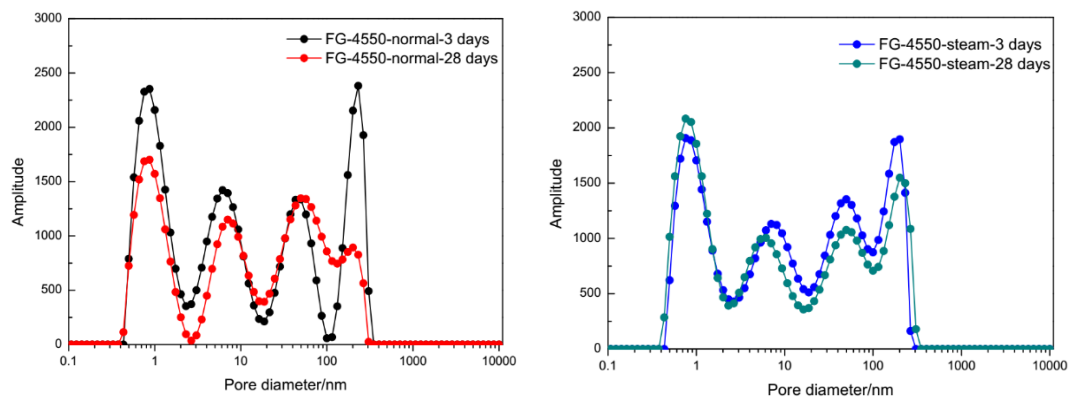 3000
2500
2000
1500
1000
500
0
Amplitude
FG-4550-normal-3 days
FG-4550-normal-28 days
0.1 1 10 100 1000 10000
Pore diameter/nm
3000
2500
2000
1500
1000
500
0
Amplitude
FG-4550-steam-3 days
FG-4550-steam-28 days
0.1 1 10 100 1000 10000
Pore diameter/nm